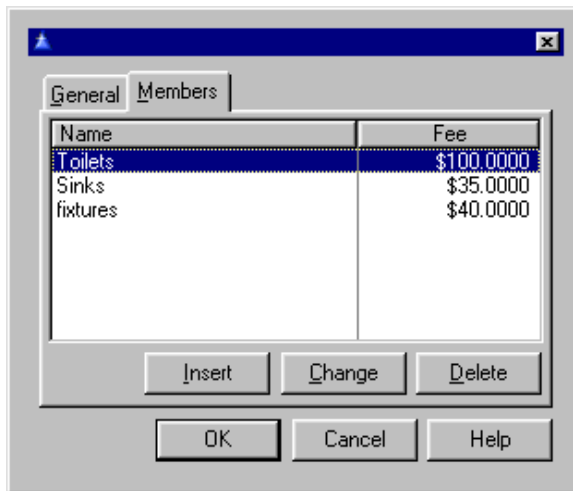 General Members
Name Fee
Toilets $100.0000
Sinks $35.0000
fixtures $40.0000
Insert Change Delete
OK Cancel Help